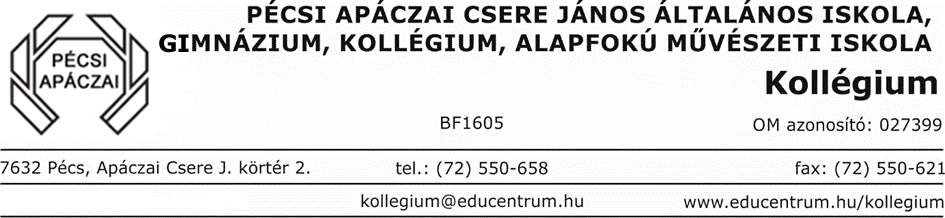 PÉCSI APÁCZAI CSERE JÁNOS ÁLTALÁNOS ISKOLA,
GIMNÁZIUM, KOLLÉGIUM, ALAPFOKÚ MŰVÉSZETI ISKOLA
PÉCSI
APÁCZAI
Kollégium
BF1605
OM azonosító: 027399
7632 Pécs, Apáczai Csere J. körtér 2. tel.: (72) 550-658 fax: (72) 550-621
kollegium@educentrum.hu www.educentrum.hu/kollegium